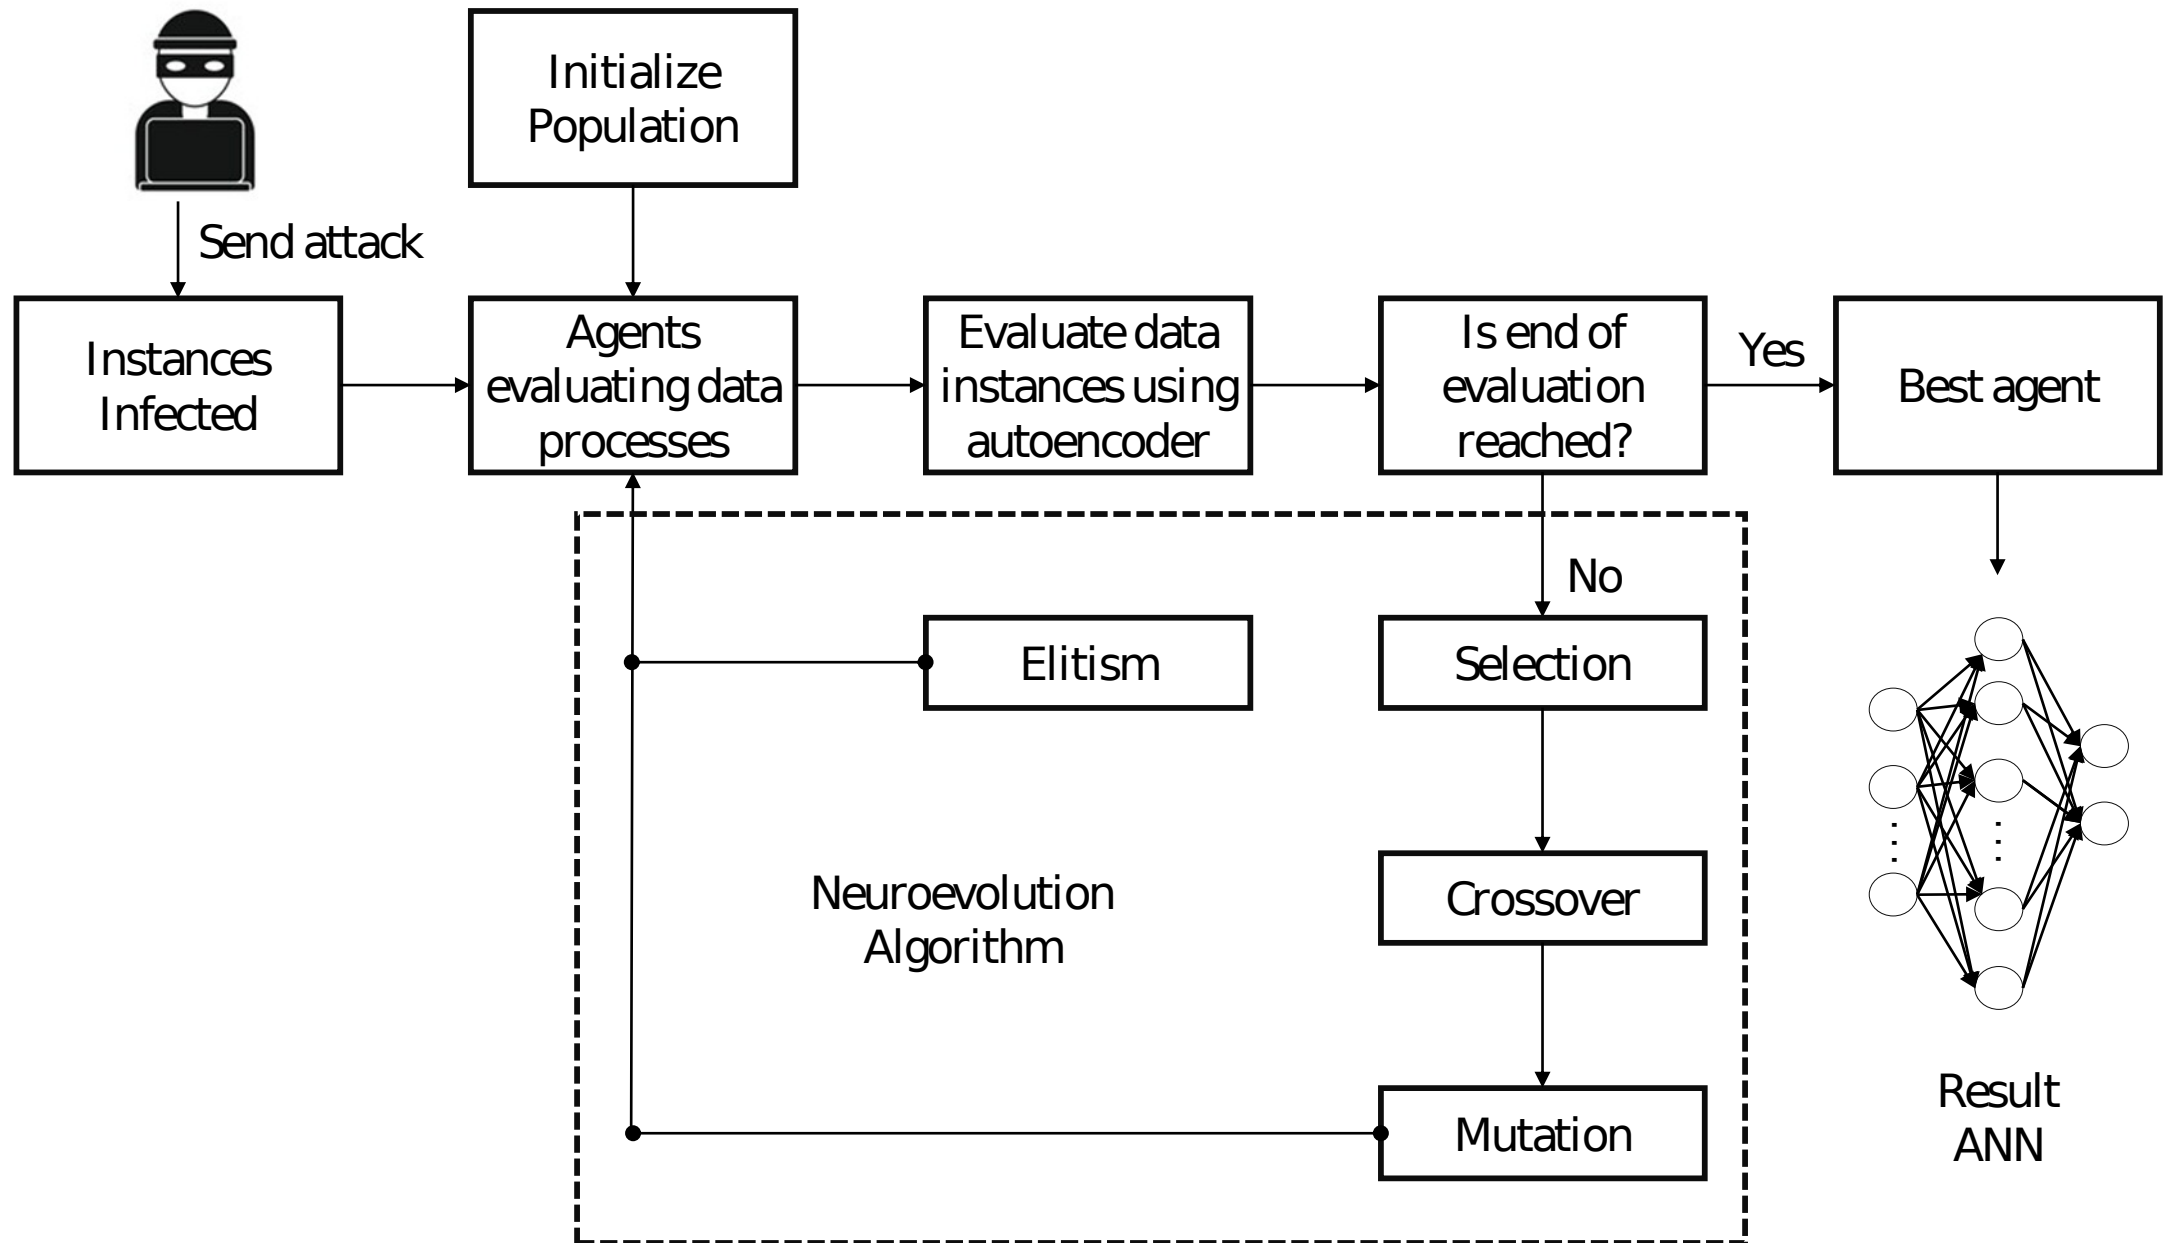 Initialize
Population
Send attack
Instances
Infected
Agents
evaluating data
processes
Evaluate data
instances using
autoencoder
Is end of
evaluation
reached?
Yes
Best agent
No
Elitism
Selection
Neuroevolution
Algorithm
Crossover
Mutation
Result
ANN